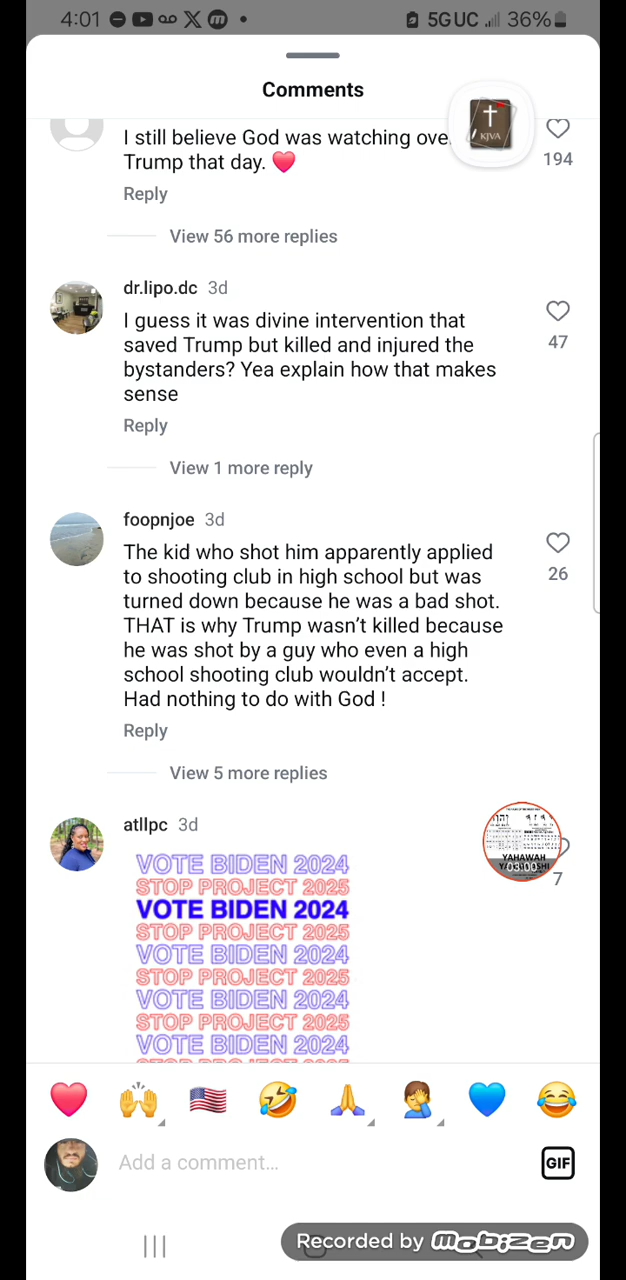 4:01
5G UC
36%
Comments
KJVA
I still believe God was watching ove
Trump that day. ❤️
194
Reply
View 56 more replies
dr.lipo.dc 3d
I guess it was divine intervention that
saved Trump but killed and injured the
bystanders? Yea explain how that makes
sense
47
Reply
View 1 more reply
foopnjoe 3d
The kid who shot him apparently applied
to shooting club in high school but was
turned down because he was a bad shot.
THAT is why Trump wasn't killed because
he was shot by a guy who even a high
school shooting club wouldn't accept.
Had nothing to do with God !
26
Reply
View 5 more replies
atllpc 3d
YAHAWAH
03:00
7
VOTE BIDEN 2024
STOP PROJECT 2025
VOTE BIDEN 2024
STOP PROJECT 2025
VOTE BIDEN 2024
STOP PROJECT 2025
VOTE BIDEN 2024
STOP PROJECT 2025
VOTE BIDEN 2024
STOP PROJECT 2025
Add a comment...
GIF
Recorded by Mobizen